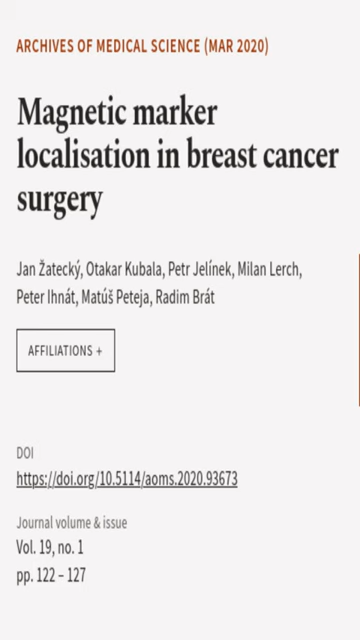 ARCHIVES OF MEDICAL SCIENCE (MAR 2020)
Magnetic marker
localisation in breast cancer
surgery
Jan Žatecký, Otakar Kubala, Petr Jelínek, Milan Lerch,
Peter Ihnát, Matúš Peteja, Radim Brát
AFFILIATIONS +
DOI
https://doi.org/10.5114/aoms.2020.93673
Journal volume & issue
Vol. 19, no. 1
pp. 122 – 127